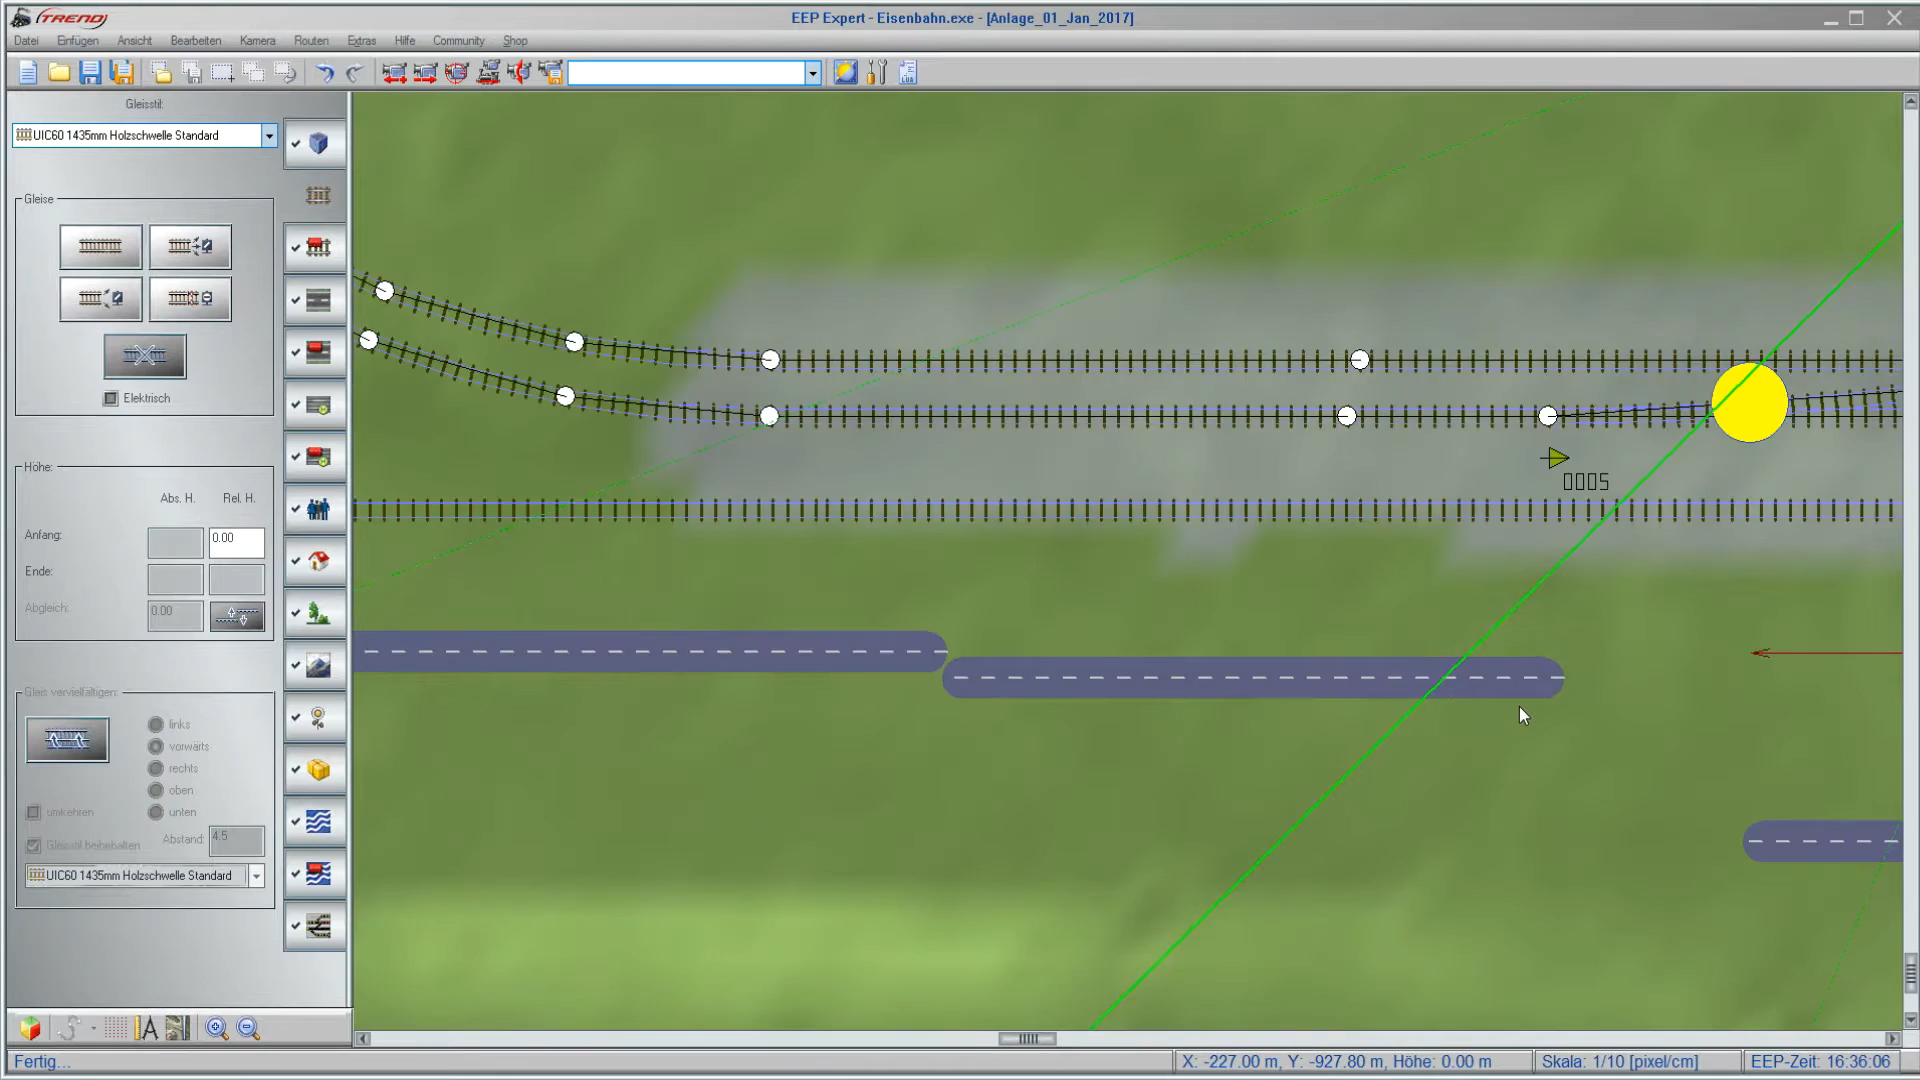 TREND
EEP Expert - Eisenbahn.exe - [Anlage_01_Jan_2017]
Datei Einfügen Ansicht Bearbeiten Kamera Routen Extras Hilfe Community Shop
LUA
Gleisstil:
UIC60 1435mm Holzschwelle Standard
Gleise
Elektrisch
Höhe:
Abs. H. Rel. H.
Anfang: 0.00
Ende:
Abgleich: 0.00
Gleis vervielfältigen:
links
vorwärts
rechts
oben
umkehren unten
Gleisstil beibehalten Abstand: 4.5
UIC60 1435mm Holzschwelle Standard
0005
Fertig...
X: -227.00 m, Y: -927.80 m, Höhe: 0.00 m
Skala: 1/10 [pixel/cm]
EEP-Zeit: 16:36:06